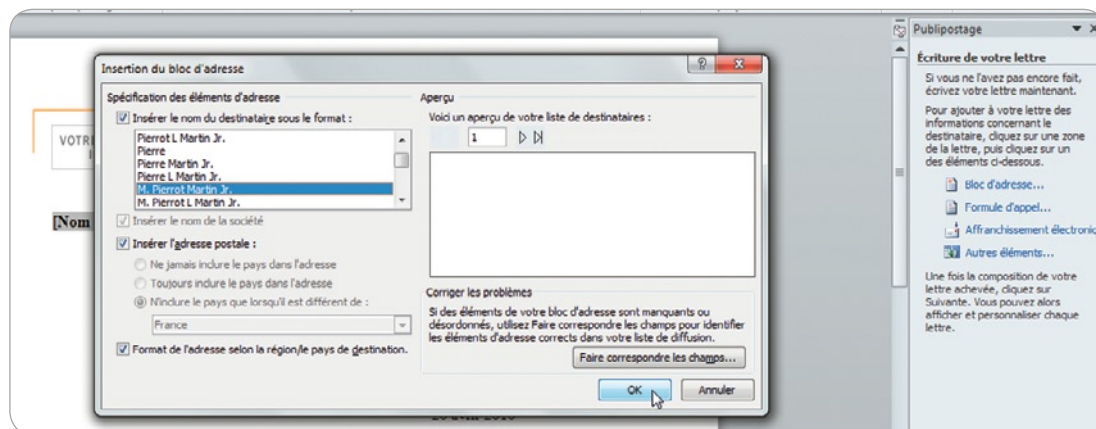 Publipostage
Écriture de votre lettre
Si vous ne l'avez pas encore fait,
écrivez votre lettre maintenant.
Pour ajouter à votre lettre des
informations concernant le
destinataire, cliquez sur une zone
de la lettre, puis cliquez sur un
des éléments ci-dessous.
Bloc d'adresse...
Formule d'appel...
Affranchissement électroniq
Autres éléments...
Une fois la composition de votre
lettre achevée, cliquez sur
Suivante. Vous pouvez alors
afficher et personnaliser chaque
lettre.
VOTR
[Nom
Insertion du bloc d'adresse
Spécification des éléments d'adresse
Insérer le nom du destinataire sous le format :
Pierrot L Martin Jr.
Pierre
Pierre Martin Jr.
Pierre L Martin Jr.
M. Pierrot Martin Jr.
M. Pierrot L Martin Jr.
Insérer le nom de la société
Insérer l'adresse postale :
Ne jamais inclure le pays dans l'adresse
Toujours inclure le pays dans l'adresse
N'inclure le pays que lorsqu'il est différent de :
France
Format de l'adresse selon la région/le pays de destination.
Aperçu
Voici un aperçu de votre liste de destinataires :
1
Corriger les problèmes
Si des éléments de votre bloc d'adresse sont manquants ou
désordonnés, utilisez Faire correspondre les champs pour identifier
les éléments d'adresse corrects dans votre liste de diffusion.
Faire correspondre les champs...
OK
Annuler